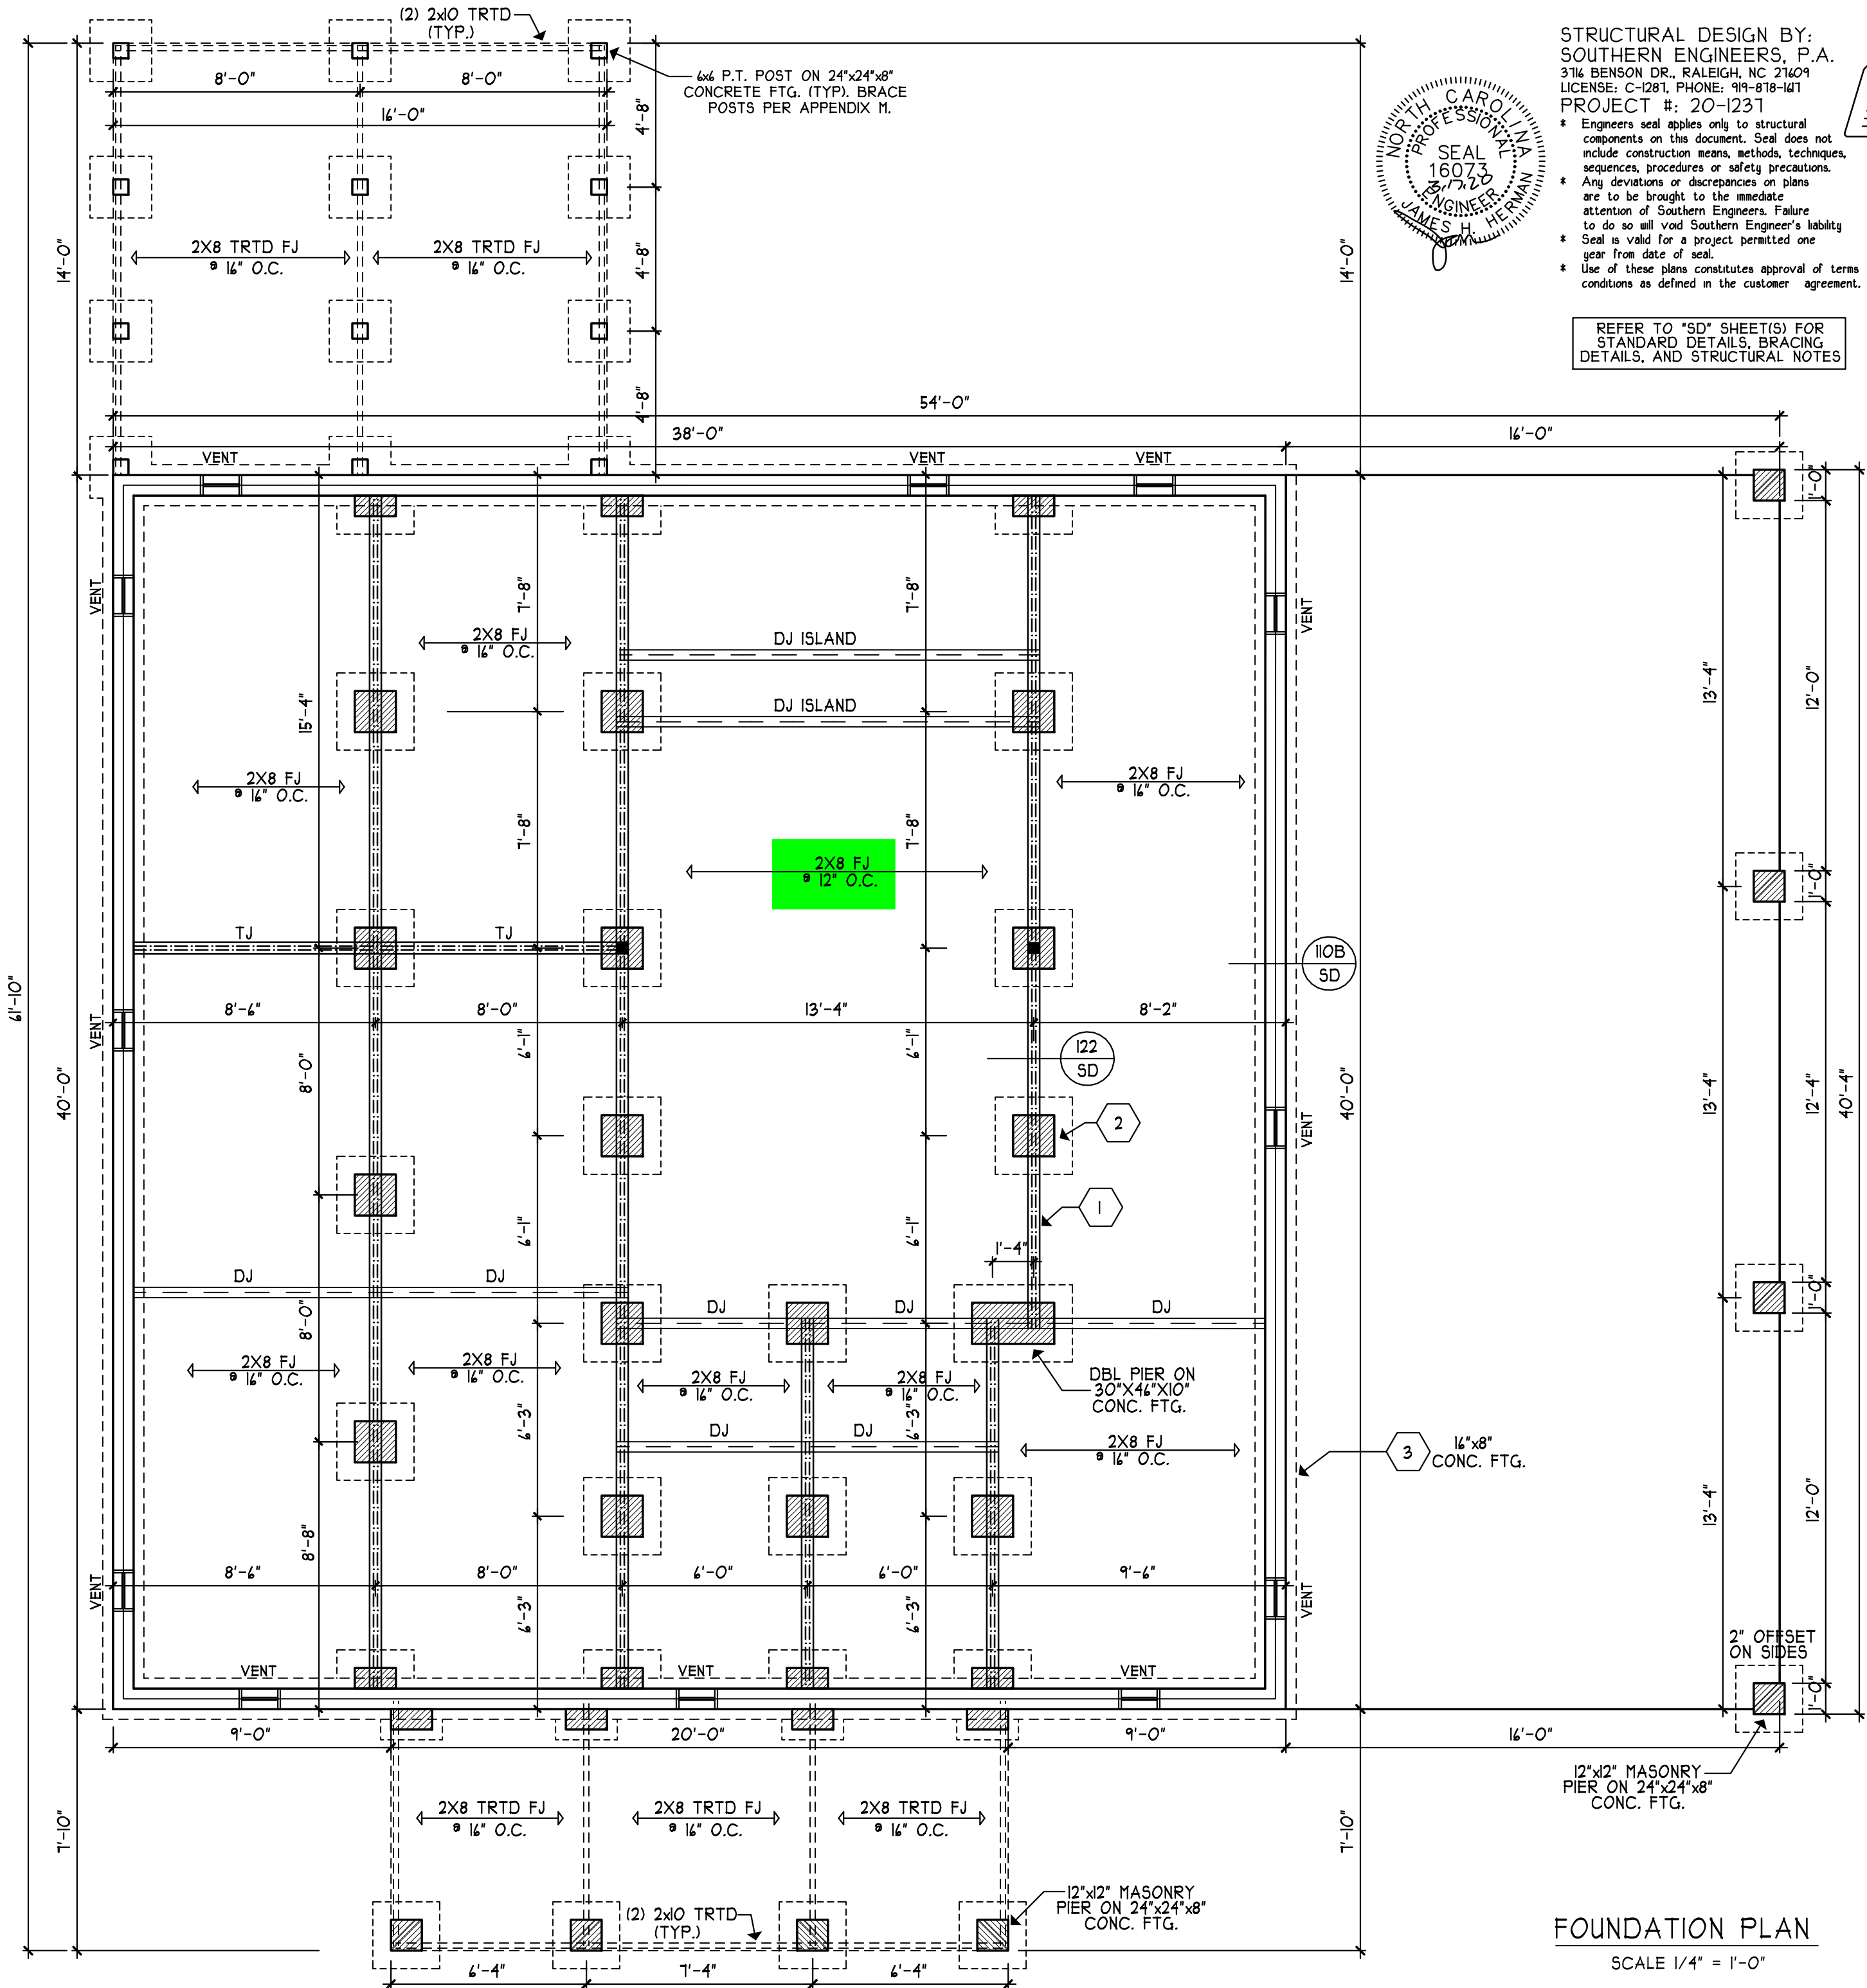 (2) 2x10 TRTD
(TYP.)
8'-0"
8'-0"
16'-0"
6x6 P.T. POST ON 24"x24"x8"
CONCRETE FTG. (TYP). BRACE
POSTS PER APPENDIX M.
4'-8"
4'-8"
4'-8"
14'-0"
14'-0"
2X8 TRTD FJ
@ 16" O.C.
2X8 TRTD FJ
@ 16" O.C.
NORTH CAROLINA
PROFESSIONAL
SEAL
16073
ENGINEER
JAMES H. HERMAN
STRUCTURAL DESIGN BY:
SOUTHERN ENGINEERS, P.A.
3716 BENSON DR., RALEIGH, NC 27609
LICENSE: C-1287, PHONE: 919-878-1617
PROJECT #: 20-1237
* Engineers seal applies only to structural
components on this document. Seal does not
include construction means, methods, techniques,
sequences, procedures or safety precautions.
* Any deviations or discrepancies on plans
are to be brought to the immediate
attention of Southern Engineers. Failure
to do so will void Southern Engineer's liability
* Seal is valid for a project permitted one
year from date of seal.
* Use of these plans constitutes approval of terms
conditions as defined in the customer agreement.
REFER TO "SD" SHEET(S) FOR
STANDARD DETAILS, BRACING
DETAILS, AND STRUCTURAL NOTES
54'-0"
38'-0"
16'-0"
VENT
VENT
VENT
1'-0"
VENT
VENT
7'-8"
7'-8"
2X8 FJ
@ 16" O.C.
DJ ISLAND
DJ ISLAND
15'-4"
13'-4"
12'-0"
2X8 FJ
@ 16" O.C.
2X8 FJ
@ 16" O.C.
7'-8"
7'-8"
2X8 FJ
@ 12" O.C.
1'-0"
TJ
TJ
110B
SD
61'-10"
VENT
8'-6"
8'-0"
13'-4"
8'-2"
6'-1"
6'-1"
8'-0"
122
SD
40'-0"
40'-0"
13'-4"
12'-4"
40'-4"
2
VENT
1
6'-1"
6'-1"
1'-4"
DJ
DJ
1'-0"
8'-0"
DJ
DJ
DJ
2X8 FJ
@ 16" O.C.
2X8 FJ
@ 16" O.C.
2X8 FJ
@ 16" O.C.
2X8 FJ
@ 16" O.C.
DBL PIER ON
30"X46"X10"
CONC. FTG.
6'-3"
6'-3"
DJ
DJ
2X8 FJ
@ 16" O.C.
3
16"x8"
CONC. FTG.
13'-4"
12'-0"
8'-8"
VENT
8'-6"
8'-0"
6'-0"
6'-0"
9'-6"
6'-3"
6'-3"
VENT
2" OFFSET
ON SIDES
VENT
VENT
VENT
1'-0"
9'-0"
20'-0"
9'-0"
16'-0"
12"x12" MASONRY
PIER ON 24"x24"x8"
CONC. FTG.
7'-10"
7'-10"
2X8 TRTD FJ
@ 16" O.C.
2X8 TRTD FJ
@ 16" O.C.
2X8 TRTD FJ
@ 16" O.C.
12"x12" MASONRY
PIER ON 24"x24"x8"
CONC. FTG.
(2) 2x10 TRTD
(TYP.)
6'-4"
7'-4"
6'-4"
FOUNDATION PLAN
SCALE 1/4" = 1'-0"